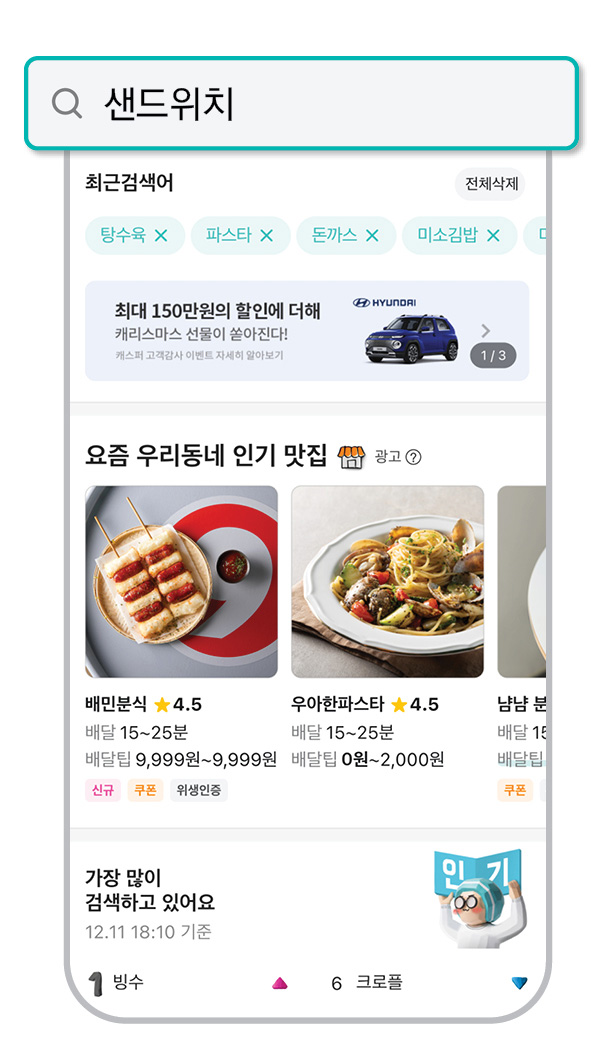 샌드위치
최근검색어
전체삭제
탕수육
파스타
돈까스
미소김밥
최대 150만원의 할인에 더해
캐리스마스 선물이 쏟아진다!
캐스퍼 고객감사 이벤트 자세히 알아보기
HYUNDAI
1 / 3
요즘 우리동네 인기 맛집
광고 ?
배민분식 ⭐4.5
배달 15~25분
배달팁 9,999원~9,999원
신규 쿠폰 위생인증
우아한파스타 ⭐4.5
배달 15~25분
배달팁 0원~2,000원
냠냠 분
배달 15
배달팁
쿠폰
가장 많이
검색하고 있어요
12.11 18:10 기준
인기
1 빙수
6 크로플